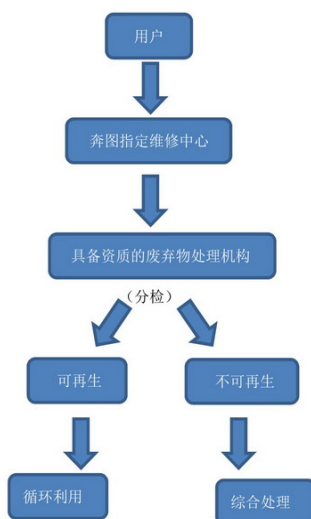 用户
奔图指定维修中心
具备资质的废弃物处理机构
（分检）
可再生
不可再生
循环利用
综合处理